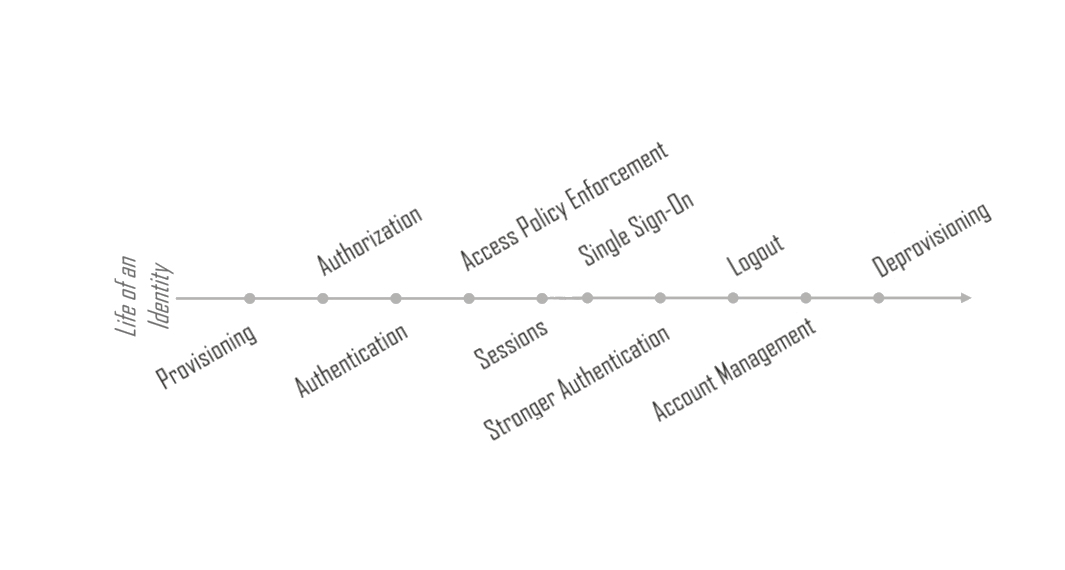 Life of an
Identity
Provisioning
Authorization
Authentication
Access Policy Enforcement
Sessions
Single Sign-On
Stronger Authentication
Logout
Account Management
Deprovisioning